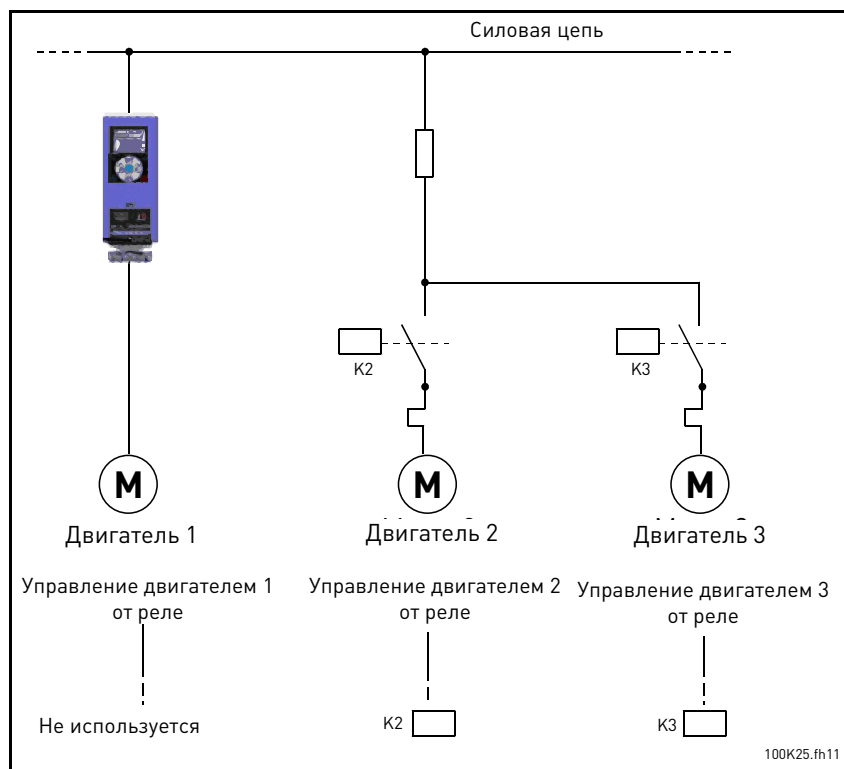 Силовая цепь
K2
K3
M
M
M
Двигатель 1
Двигатель 2
Двигатель 3
Управление двигателем 1
от реле
Управление двигателем 2
от реле
Управление двигателем 3
от реле
Не используется
K2
K3
100K25.fh11